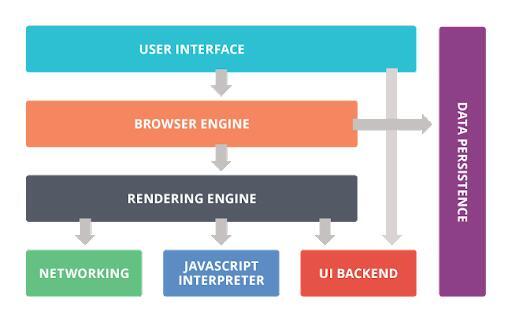 USER INTERFACE
BROWSER ENGINE
DATA PERSISTENCE
RENDERING ENGINE
NETWORKING
JAVASCRIPT
INTERPRETER
UI BACKEND